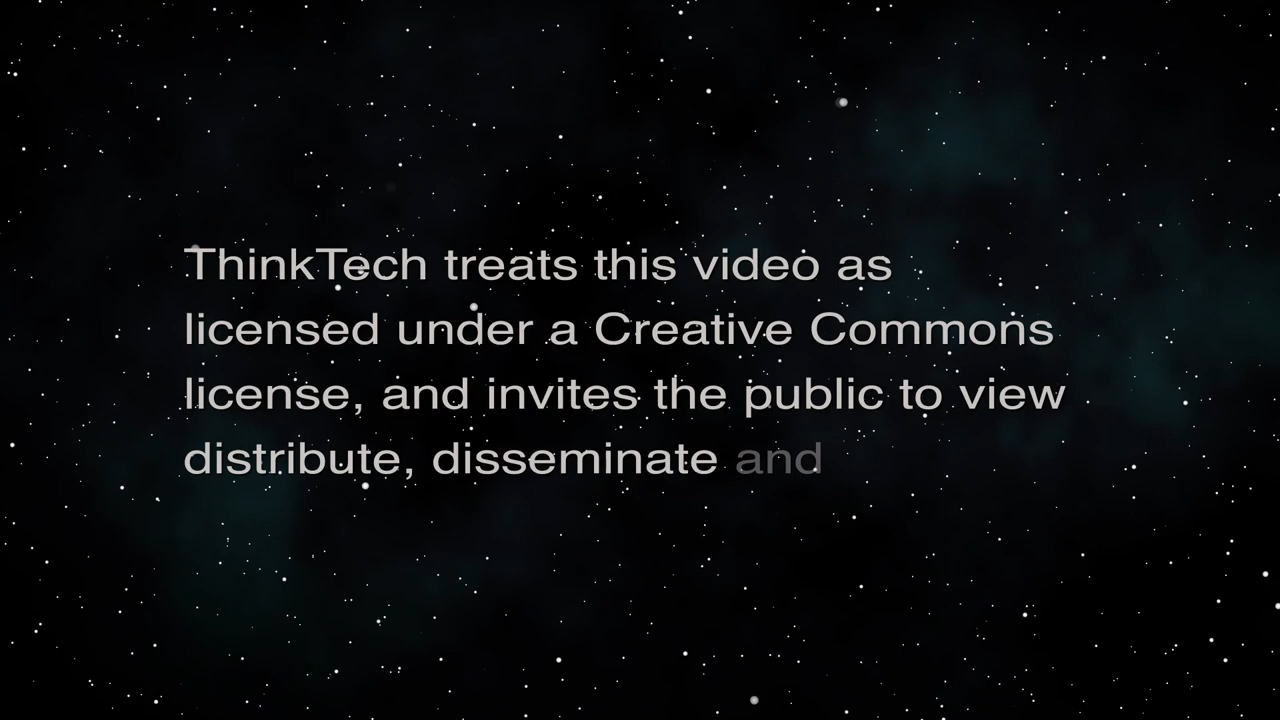 ThinkTech treats this video as
licensed under a Creative Commons
license, and invites the public to view
distribute, disseminate and